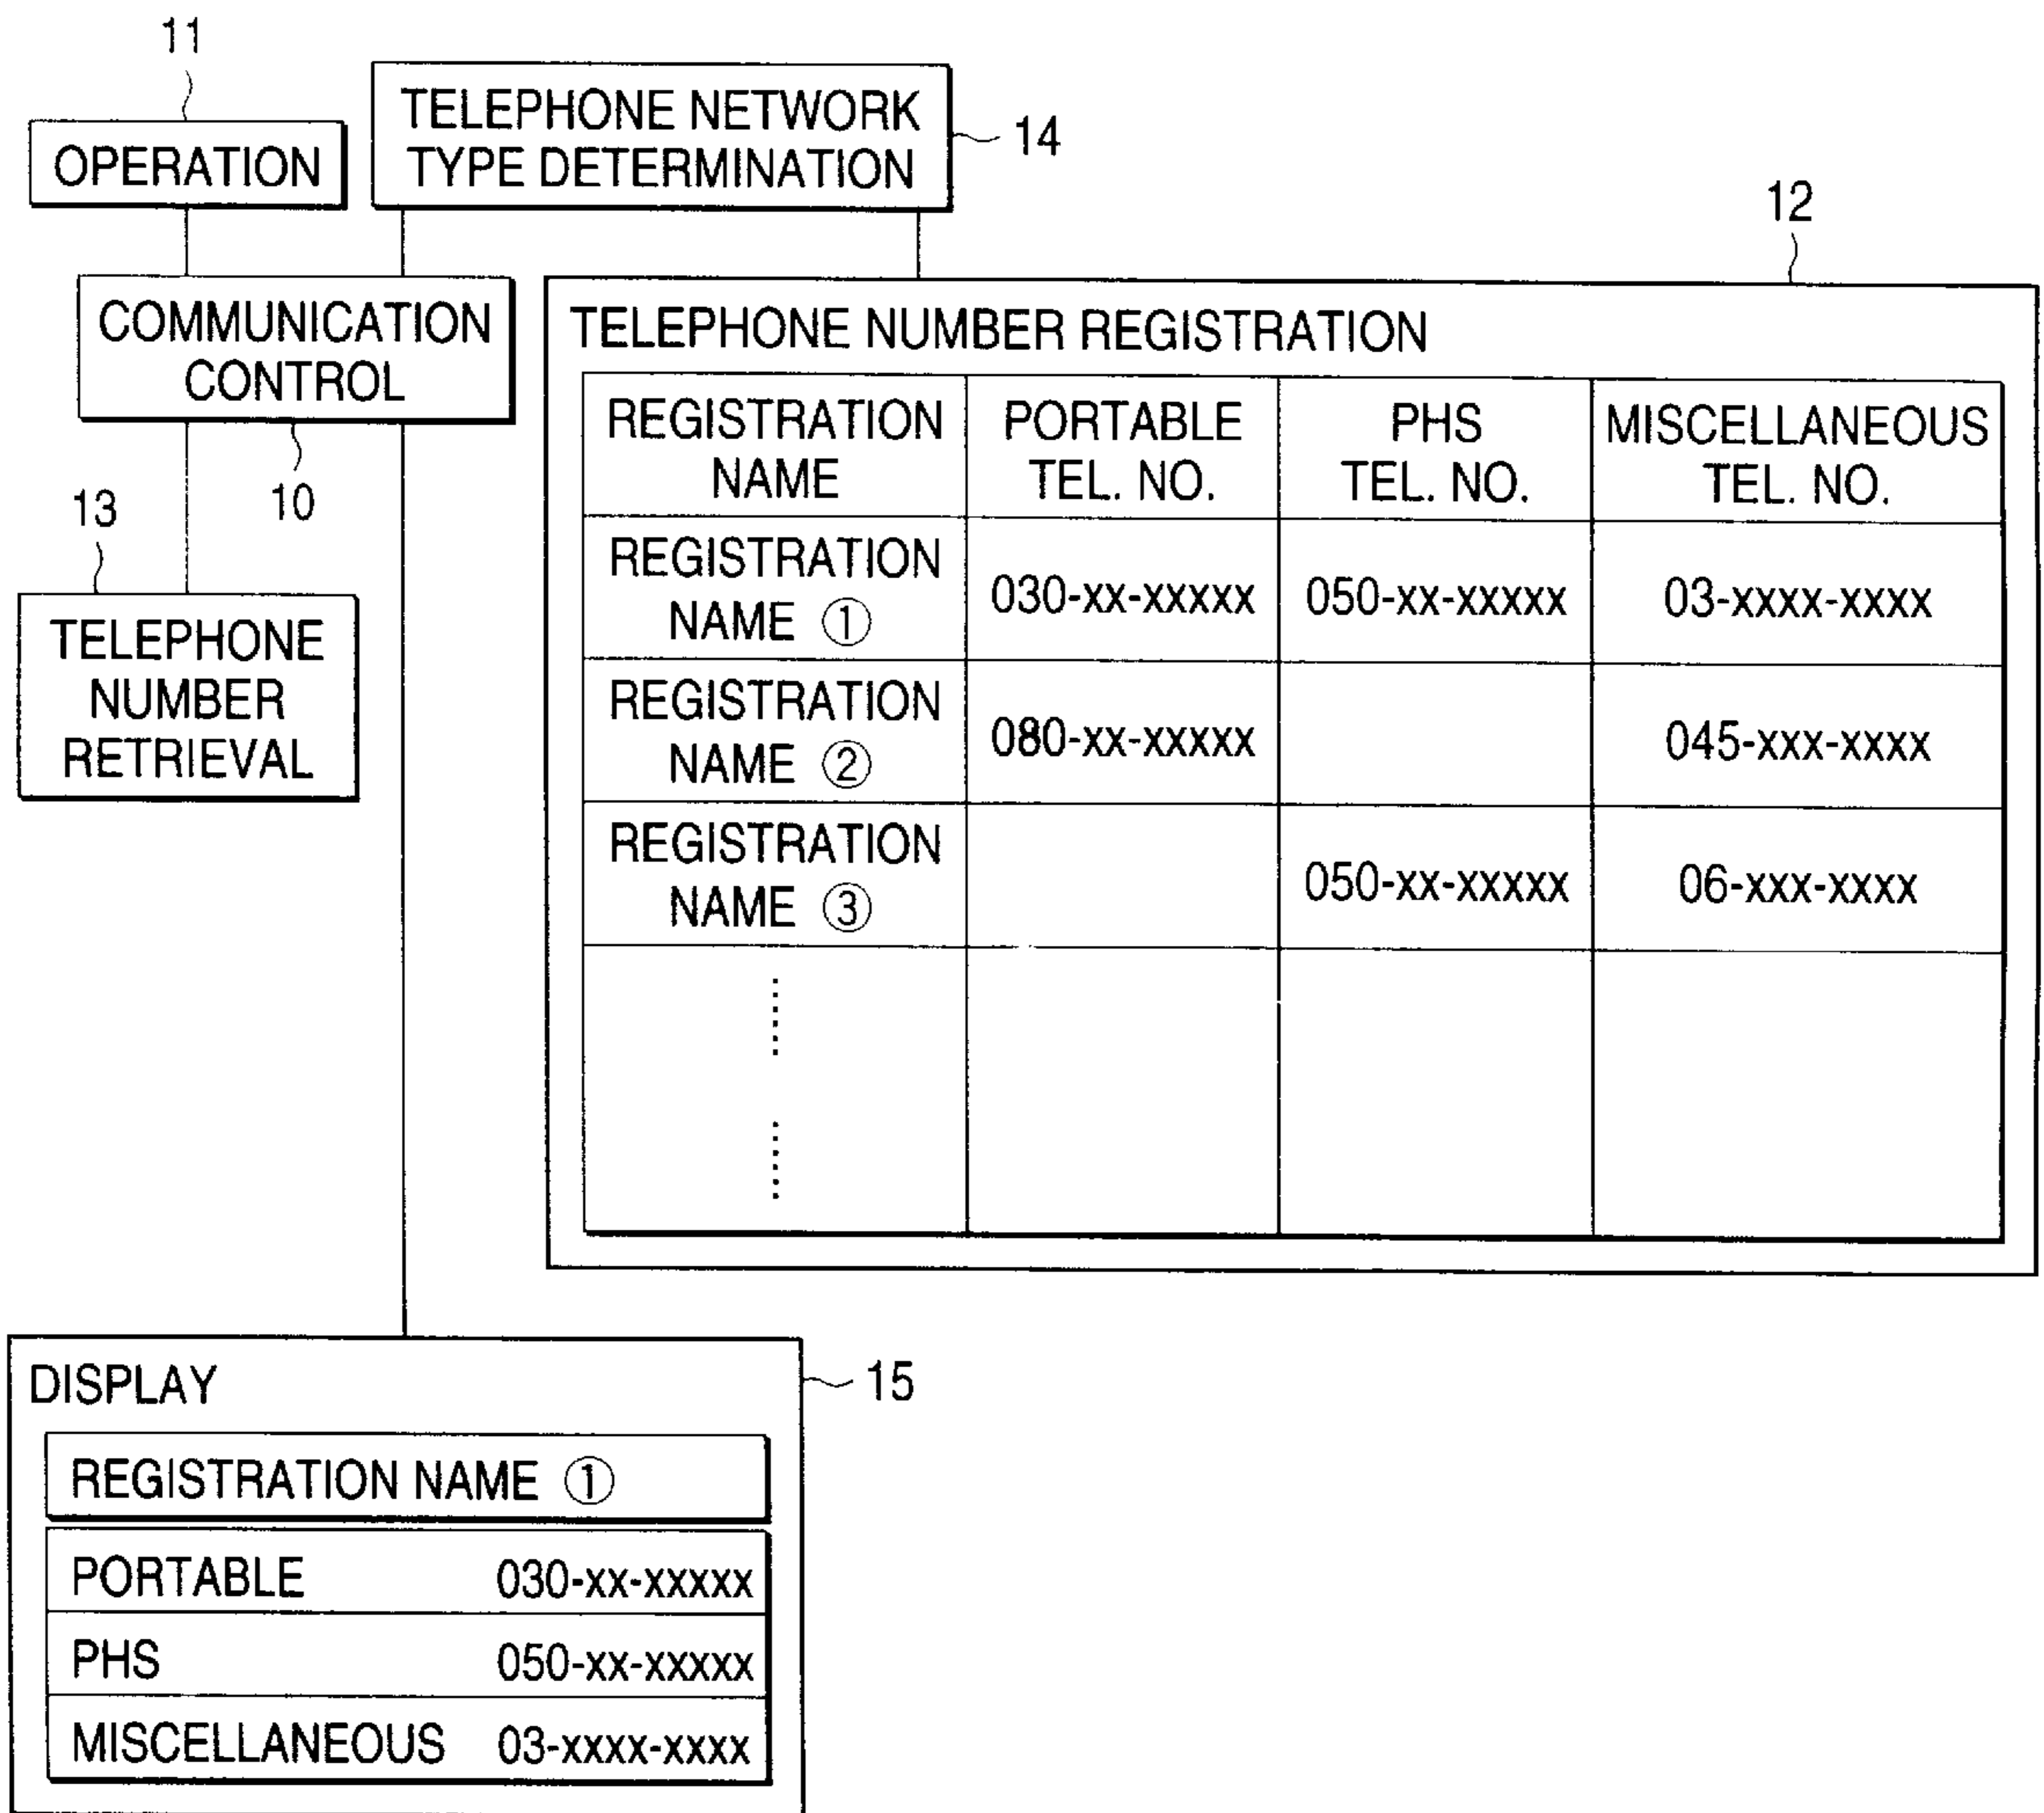 11
TELEPHONE NETWORK
TYPE DETERMINATION
14
OPERATION
12
COMMUNICATION
CONTROL
10
13
TELEPHONE
NUMBER
RETRIEVAL
TELEPHONE NUMBER REGISTRATION
REGISTRATION NAME PORTABLE TEL. NO. PHS TEL. NO. MISCELLANEOUS TEL. NO.
REGISTRATION NAME ① 030-xx-xxxxx 050-xx-xxxxx 03-xxxx-xxxx
REGISTRATION NAME ② 080-xx-xxxxx 045-xxx-xxxx
REGISTRATION NAME ③ 050-xx-xxxxx 06-xxx-xxxx
DISPLAY
15
REGISTRATION NAME ①
PORTABLE 030-xx-xxxxx
PHS 050-xx-xxxxx
MISCELLANEOUS 03-xxxx-xxxx